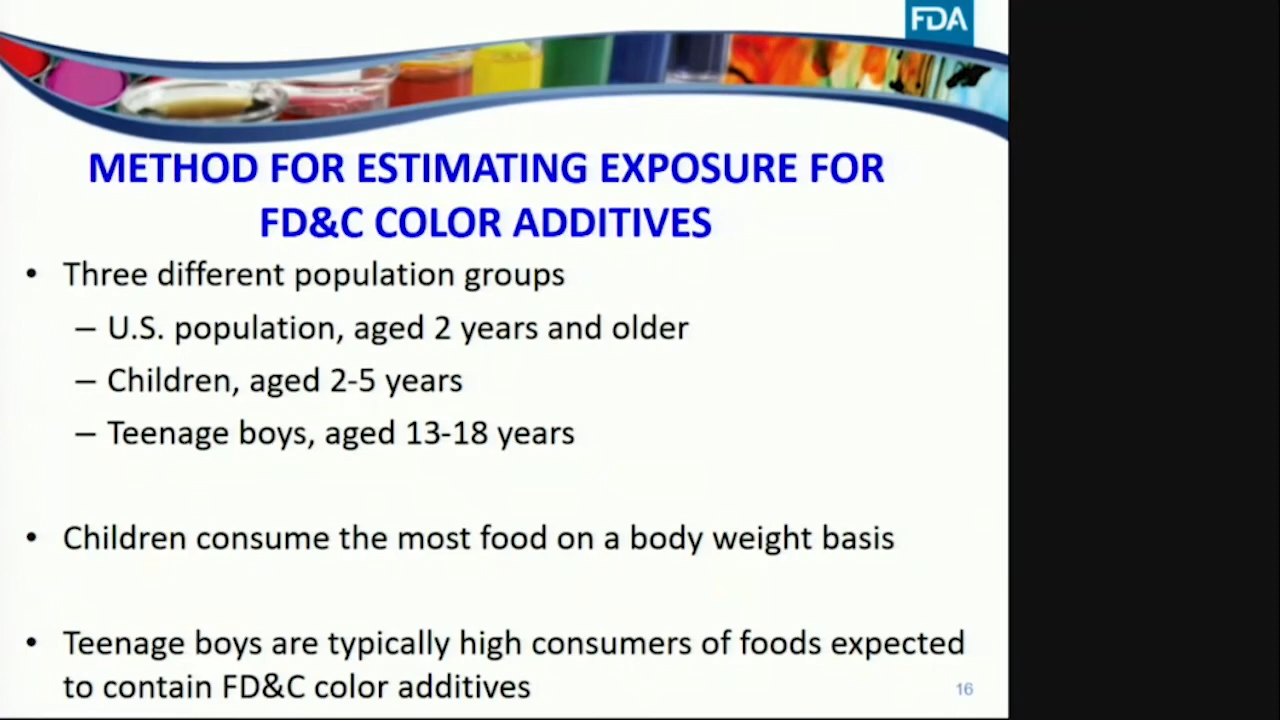 FDA
METHOD FOR ESTIMATING EXPOSURE FOR
FD&C COLOR ADDITIVES
• Three different population groups
– U.S. population, aged 2 years and older
– Children, aged 2-5 years
– Teenage boys, aged 13-18 years
• Children consume the most food on a body weight basis
• Teenage boys are typically high consumers of foods expected
to contain FD&C color additives
16